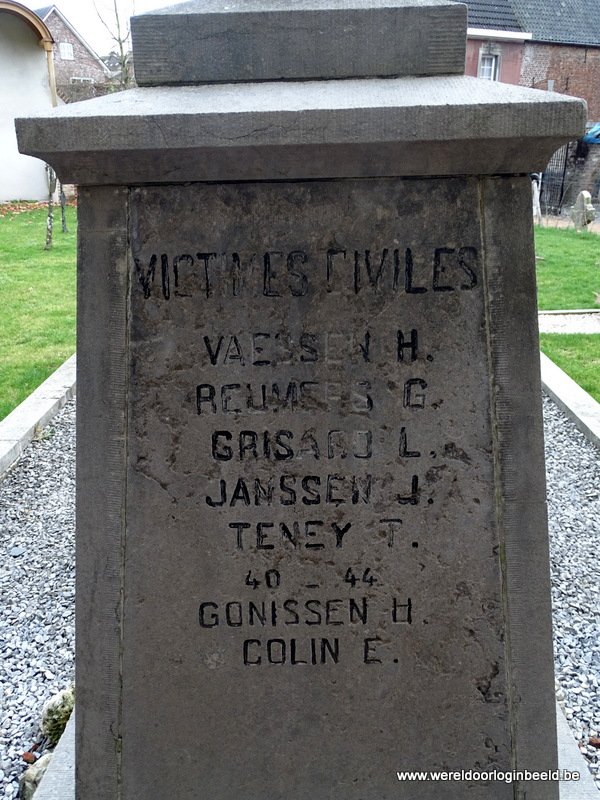 VICTIMES CIVILES
VAESSEN H.
REUMERS G.
GRISARD L.
JANSSEN J.
TENEY T.
40 - 44
GONISSEN H.
COLIN E.
www.wereldoorloginbeeld.be